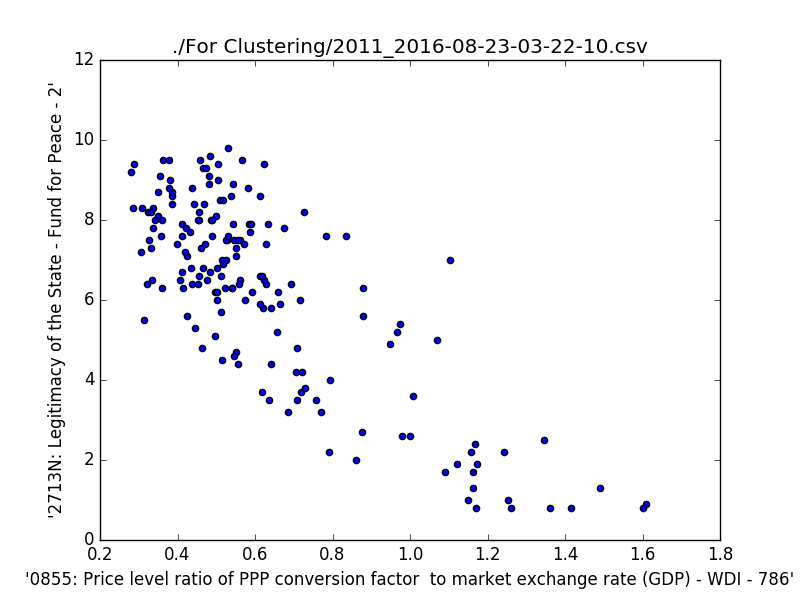 ./For Clustering/2011_2016-08-23-03-22-10.csv
'2713N: Legitimacy of the State - Fund for Peace - 2'
12
10
8
6
4
2
0
0.2 0.4 0.6 0.8 1.0 1.2 1.4 1.6 1.8
'0855: Price level ratio of PPP conversion factor  to market exchange rate (GDP) - WDI - 786'